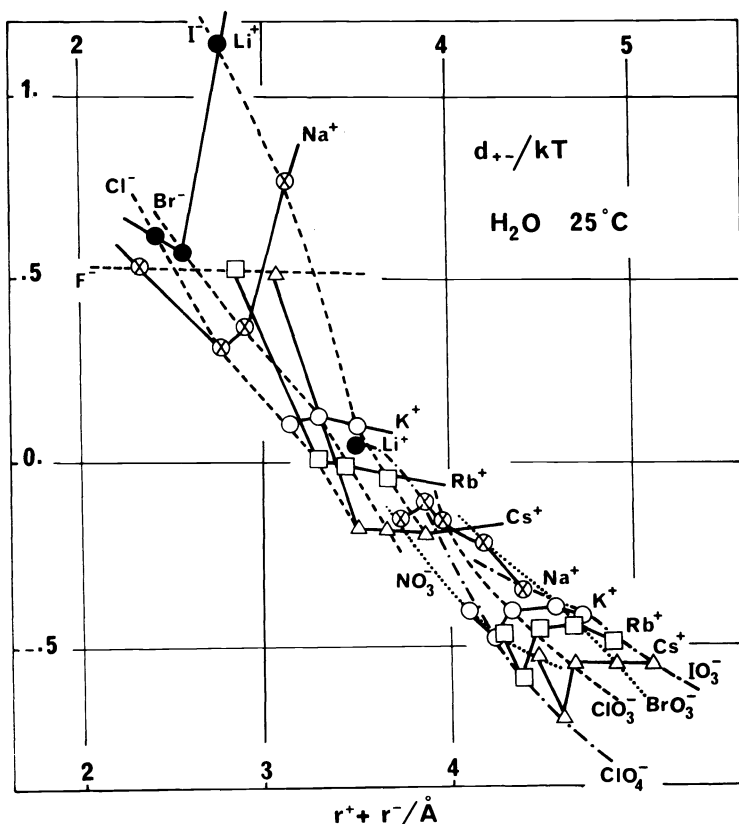 2 4 5
I⁻ Li⁺
1.
Na⁺
d₊₋/kT
Cl⁻
Br⁻
H₂O 25°C
.5
F⁻
K⁺
Li⁺
0.
Rb⁺
Cs⁺
NO₃⁻
Na⁺
K⁺
Rb⁺
-.5
Cs⁺
IO₃⁻
ClO₃⁻
BrO₃⁻
ClO₄⁻
2 3 4
r⁺ + r⁻/Å